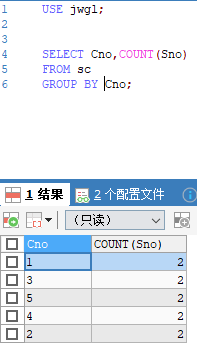 1 USE jwgl;
2
3
4 SELECT Cno,COUNT(Sno)
5 FROM sc
6 GROUP BY Cno;
1 结果 2 个配置文件
（只读）
Cno COUNT(Sno)
1 2
3 2
5 2
4 2
2 2